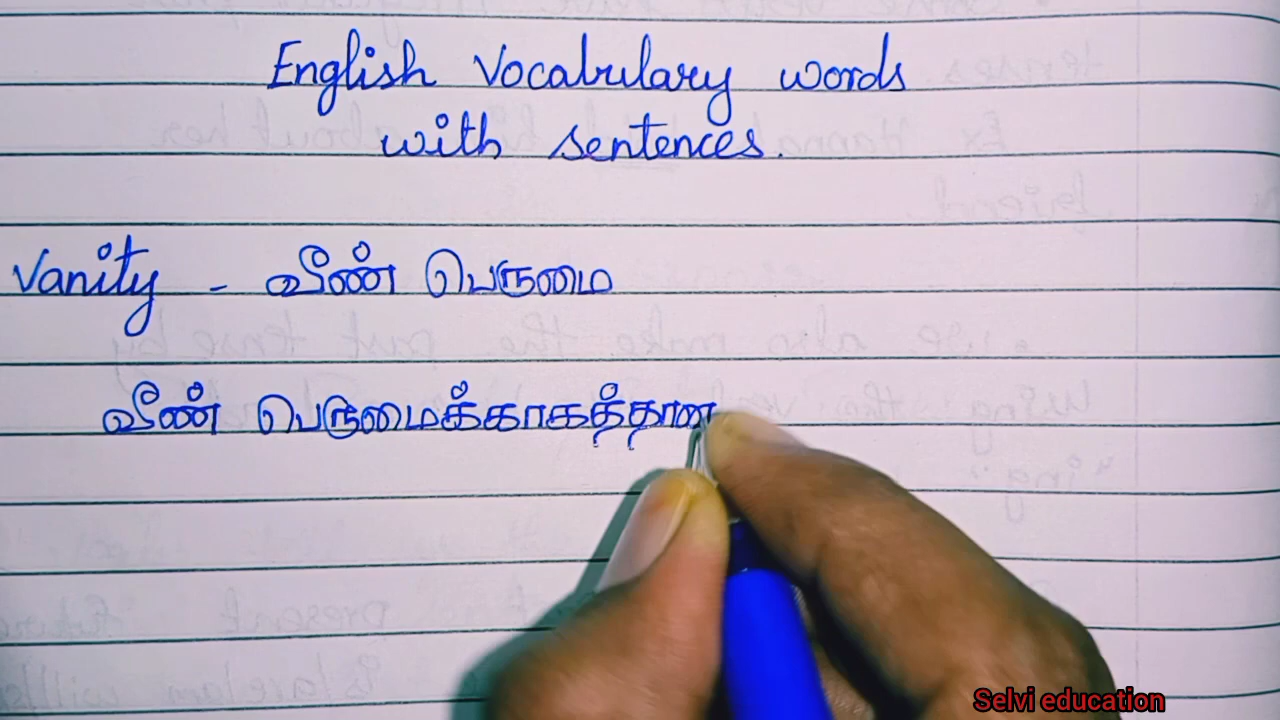 English Vocabulary words
with sentences.
Vanity - வீண் பெருமை
வீண் பெருமைக்காகத்தான
Selvi education